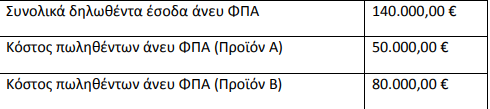 Συνολικά δηλωθέντα έσοδα άνευ ΦΠΑ 140.000,00 €
Κόστος πωληθέντων άνευ ΦΠΑ (Προϊόν Α) 50.000,00 €
Κόστος πωληθέντων άνευ ΦΠΑ (Προϊόν Β) 80.000,00 €